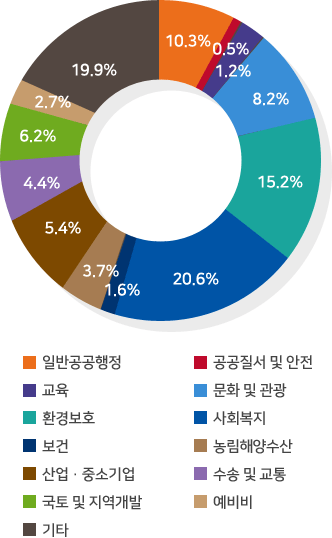 10.3%
0.5%
1.2%
19.9%
8.2%
2.7%
6.2%
15.2%
4.4%
5.4%
3.7%
20.6%
1.6%
일반공공행정 공공질서 및 안전
교육 문화 및 관광
환경보호 사회복지
보건 농림해양수산
산업 · 중소기업 수송 및 교통
국토 및 지역개발 예비비
기타